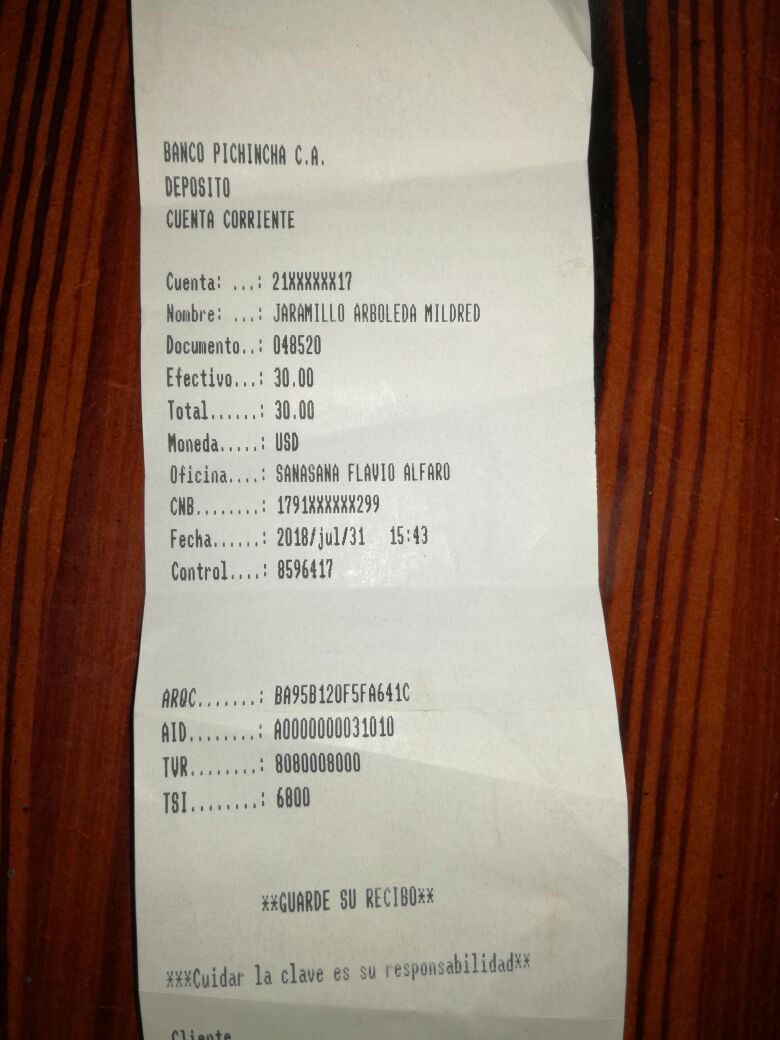 BANCO PICHINCHA C.A.
DEPOSITO
CUENTA CORRIENTE
Cuenta: ...: 21XXXXXX17
Nombre: ...: JARAMILLO ARBOLEDA MILDRED
Documento..: 048520
Efectivo...: 30.00
Total......: 30.00
Moneda.....: USD
Oficina....: SANASANA FLAVIO ALFARO
CNB........: 1791XXXXXX299
Fecha......: 2018/jul/31 15:43
Control....: 8596417
ARQC.......: BA95B120F5FA641C
AID........: A0000000031010
TVR........: 8080008000
TSI........: 6800
**GUARDE SU RECIBO**
***Cuidar la clave es su responsabilidad**
Cliente